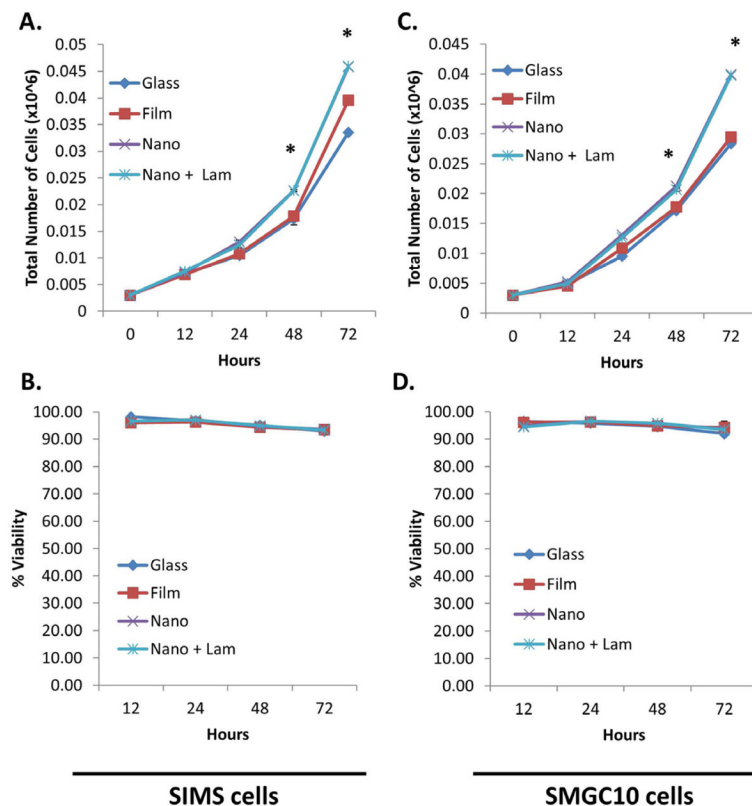 A.
Total Number of Cells (x10^6)
0.05
0.045
0.04
0.035
0.03
0.025
0.02
0.015
0.01
0.005
0
Glass
Film
Nano
Nano + Lam
*
*
0 12 24 48 72
Hours
C.
Total Number of Cells (x10^6)
0.045
0.04
0.035
0.03
0.025
0.02
0.015
0.01
0.005
0
Glass
Film
Nano
Nano + Lam
*
*
0 12 24 48 72
Hours
B.
% Viability
100.00
90.00
80.00
70.00
60.00
50.00
40.00
30.00
20.00
10.00
0.00
Glass
Film
Nano
Nano + Lam
12 24 48 72
Hours
D.
% Viability
100.00
90.00
80.00
70.00
60.00
50.00
40.00
30.00
20.00
10.00
0.00
Glass
Film
Nano
Nano + Lam
12 24 48 72
Hours
SIMS cells
SMGC10 cells